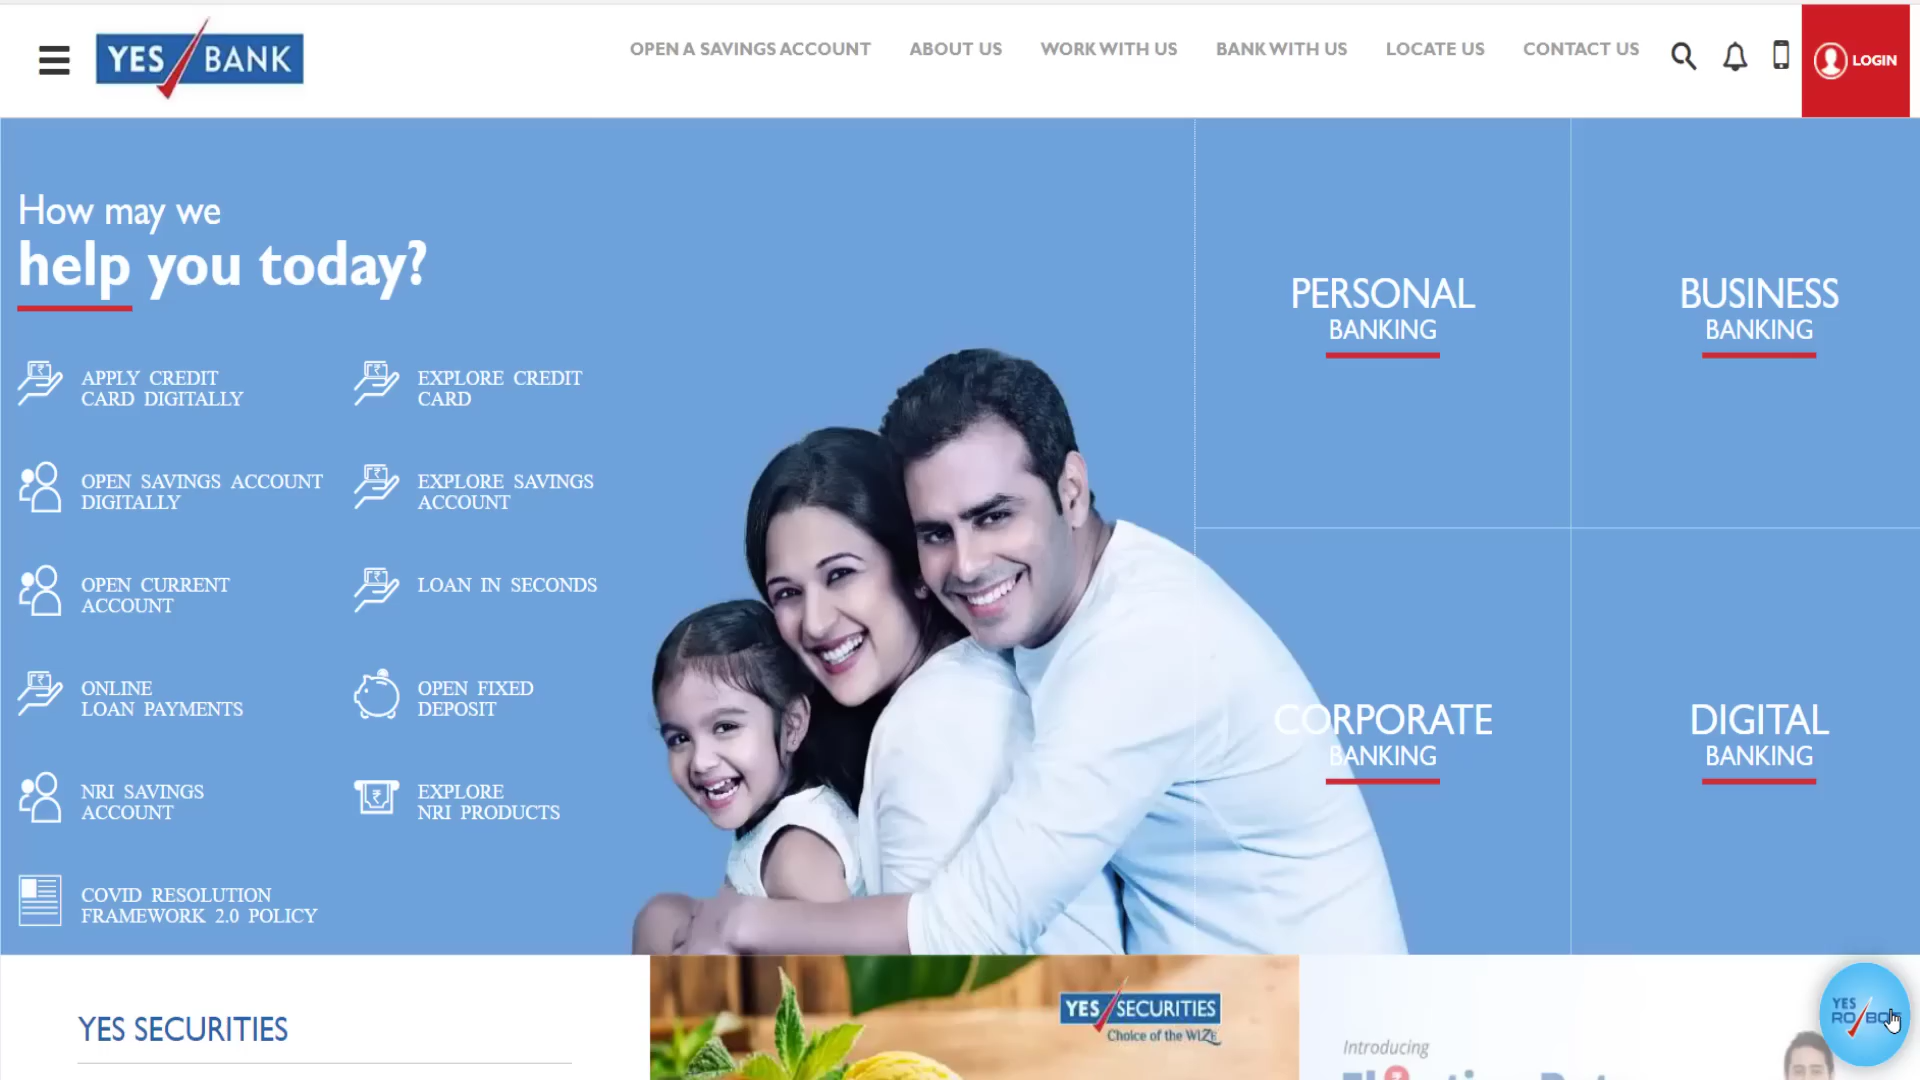 YES BANK
OPEN A SAVINGS ACCOUNT
ABOUT US
WORK WITH US
BANK WITH US
LOCATE US
CONTACT US
LOGIN
How may we
help you today?
APPLY CREDIT
CARD DIGITALLY
EXPLORE CREDIT
CARD
OPEN SAVINGS ACCOUNT
DIGITALLY
EXPLORE SAVINGS
ACCOUNT
OPEN CURRENT
ACCOUNT
LOAN IN SECONDS
ONLINE
LOAN PAYMENTS
OPEN FIXED
DEPOSIT
NRI SAVINGS
ACCOUNT
EXPLORE
NRI PRODUCTS
COVID RESOLUTION
FRAMEWORK 2.0 POLICY
PERSONAL
BANKING
BUSINESS
BANKING
CORPORATE
BANKING
DIGITAL
BANKING
YES SECURITIES
YES SECURITIES
Choice of the WIZE
Introducing
YES